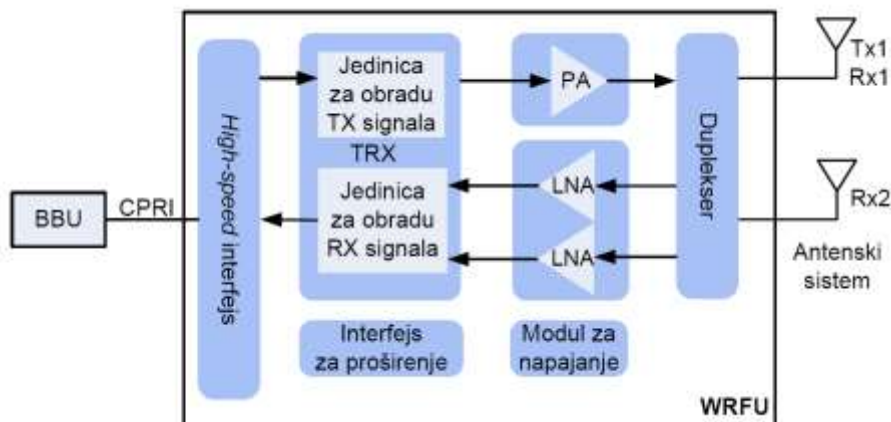 BBU
CPRI
High-speed interfejs
Jedinica
za obradu
TX signala
TRX
Jedinica
za obradu
RX signala
PA
LNA
LNA
Duplekser
Tx1
Rx1
Rx2
Antenski
sistem
Interfejs
za proširenje
Modul za
napajanje
WRFU